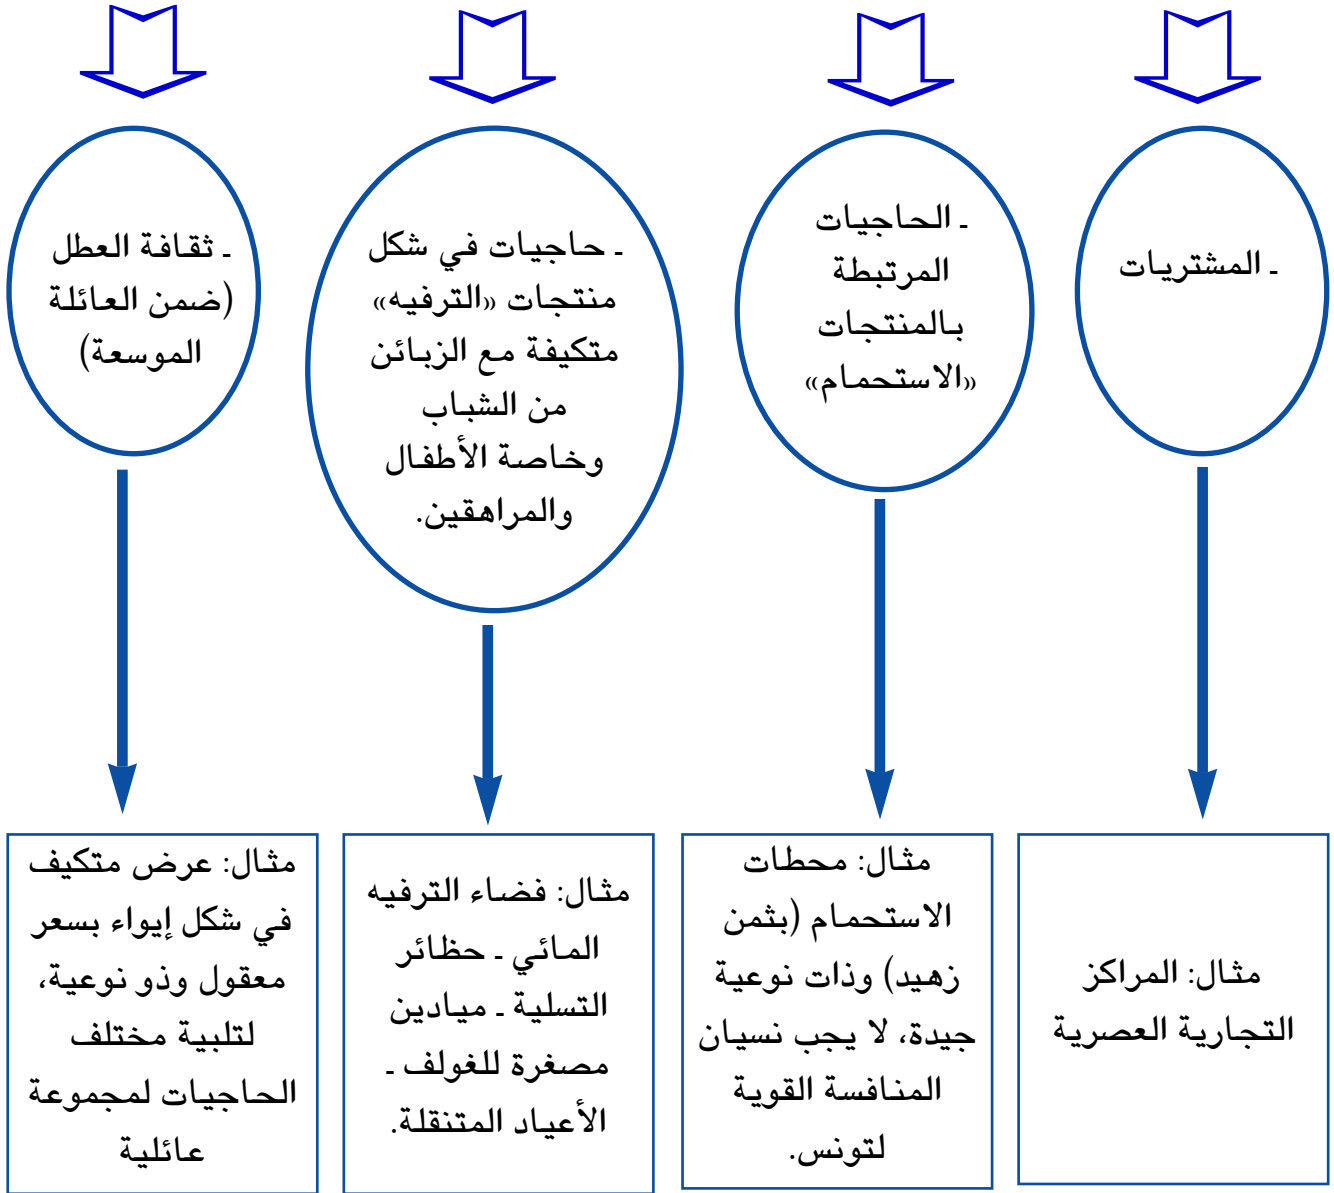 ـ المشتريات
ـ الحاجيات
المرتبطة
بالمنتجات
«الاستحمام»
ـ حاجيات في شكل
منتجات «الترفيه»
متكيفة مع الزبائن
من الشباب
وخاصة الأطفال
والمراهقين.
ـ ثقافة العطل
(ضمن العائلة
الموسعة)
مثال: المراكز
التجارية العصرية
مثال: محطات
الاستحمام (بثمن
زهيد) وذات نوعية
جيدة، لا يجب نسيان
المنافسة القوية
لتونس.
مثال: فضاء الترفيه
المائي ـ حظائر
التسلية ـ ميادين
مصغرة للغولف ـ
الأعياد المتنقلة.
مثال: عرض متكيف
في شكل إيواء بسعر
معقول وذو نوعية،
لتلبية مختلف
الحاجيات لمجموعة
عائلية